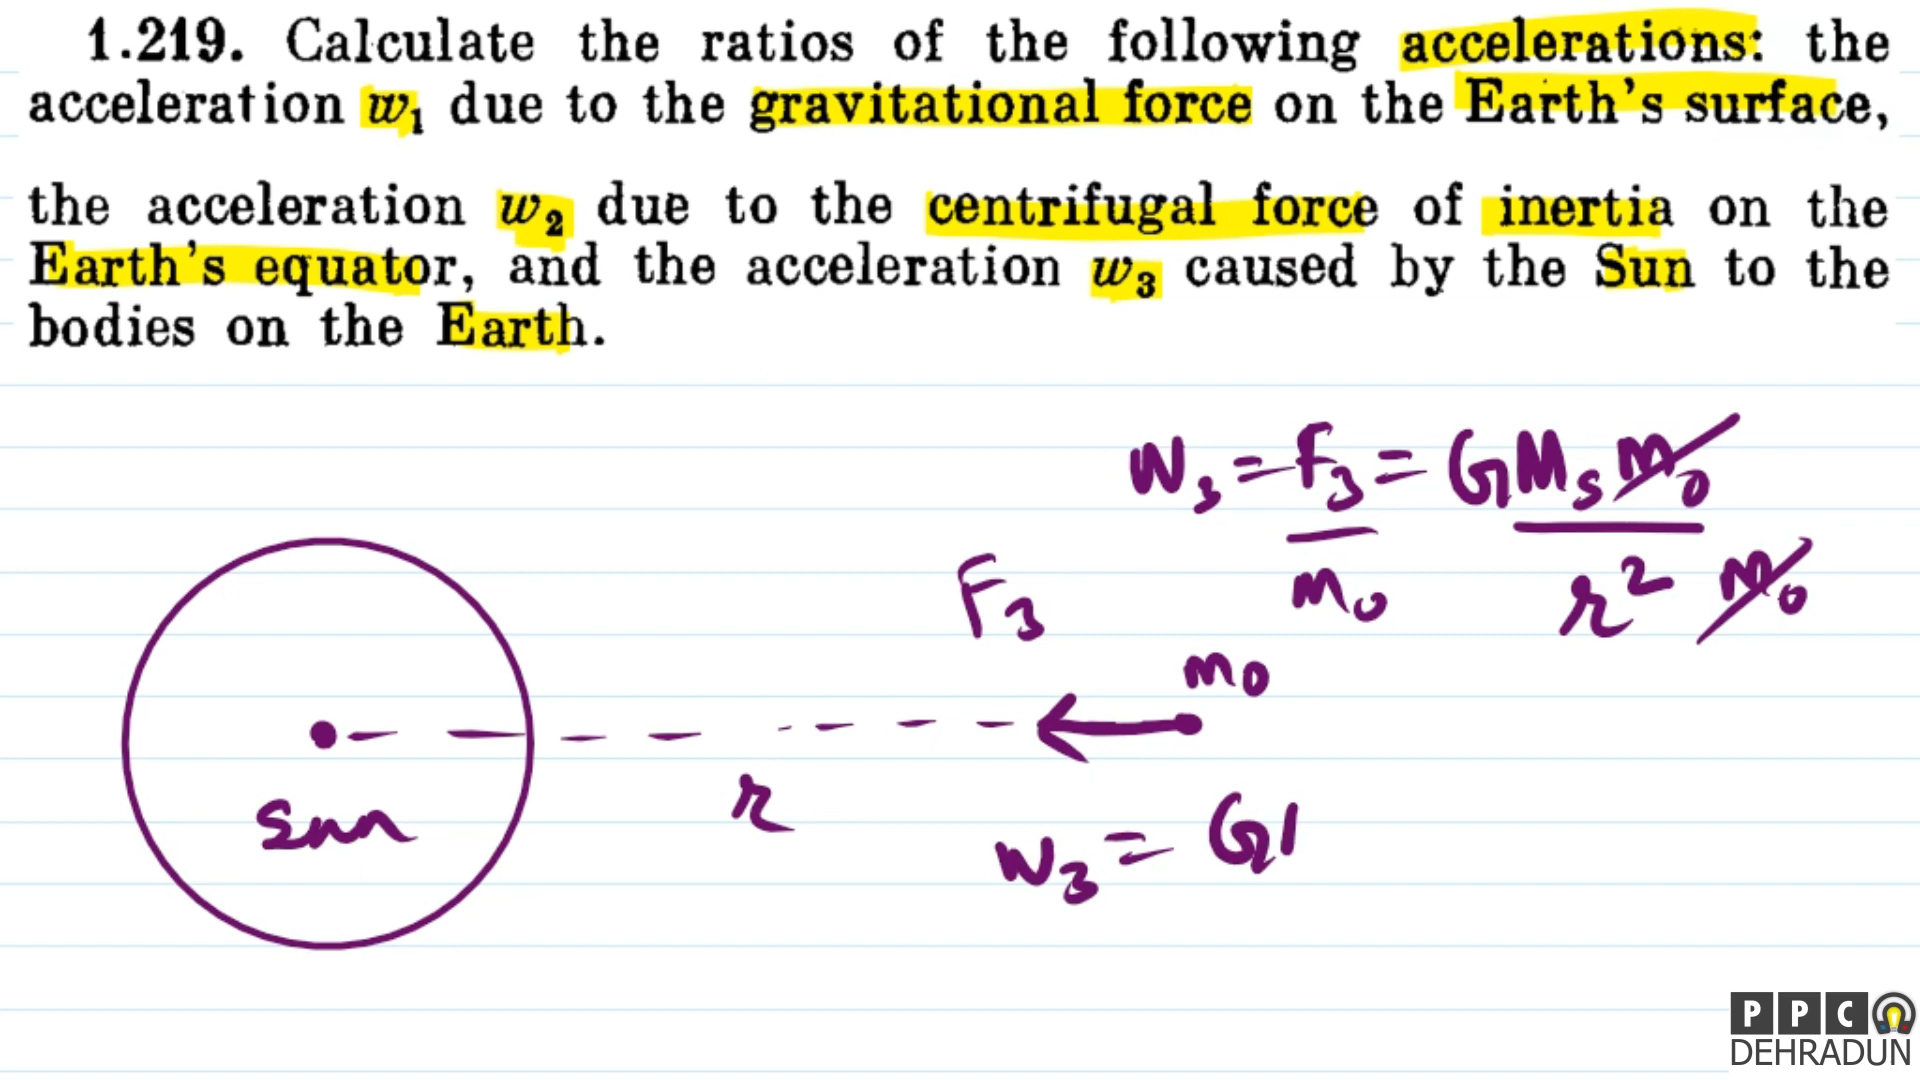 1.219. Calculate the ratios of the following accelerations: the
acceleration w₁ due to the gravitational force on the Earth's surface,
the acceleration w₂ due to the centrifugal force of inertia on the
Earth's equator, and the acceleration w₃ caused by the Sun to the
bodies on the Earth.
W₃ = F₃/m₀ = GMₛm₀/r²m₀
F₃
m₀
Sun
r
W₃ = GI
PPC
DEHRADUN